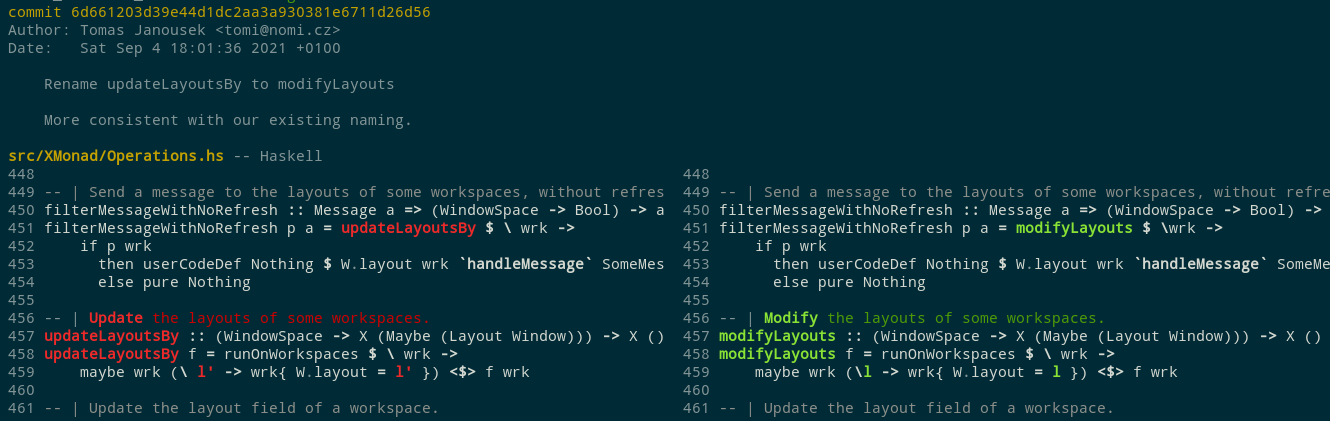 commit 6d661203d39e44d1dc2aa3a930381e6711d26d56
Author: Tomas Janousek <tomi@nomi.cz>
Date:   Sat Sep 4 18:01:36 2021 +0100
    Rename updateLayoutsBy to modifyLayouts
    More consistent with our existing naming.
src/XMonad/Operations.hs -- Haskell
448
449 -- | Send a message to the layouts of some workspaces, without refres
450 filterMessageWithNoRefresh :: Message a => (WindowSpace -> Bool) -> a
451 filterMessageWithNoRefresh p a = updateLayoutsBy $ \ wrk ->
452     if p wrk
453       then userCodeDef Nothing $ W.layout wrk `handleMessage` SomeMes
454       else pure Nothing
455
456 -- | Update the layouts of some workspaces.
457 updateLayoutsBy :: (WindowSpace -> X (Maybe (Layout Window))) -> X ()
458 updateLayoutsBy f = runOnWorkspaces $ \ wrk ->
459     maybe wrk (\ l' -> wrk{ W.layout = l' }) <$> f wrk
460
461 -- | Update the layout field of a workspace.
448
449 -- | Send a message to the layouts of some workspaces, without refre
450 filterMessageWithNoRefresh :: Message a => (WindowSpace -> Bool) ->
451 filterMessageWithNoRefresh p a = modifyLayouts $ \wrk ->
452     if p wrk
453       then userCodeDef Nothing $ W.layout wrk `handleMessage` SomeMe
454       else pure Nothing
455
456 -- | Modify the layouts of some workspaces.
457 modifyLayouts :: (WindowSpace -> X (Maybe (Layout Window))) -> X ()
458 modifyLayouts f = runOnWorkspaces $ \ wrk ->
459     maybe wrk (\l -> wrk{ W.layout = l }) <$> f wrk
460
461 -- | Update the layout field of a workspace.